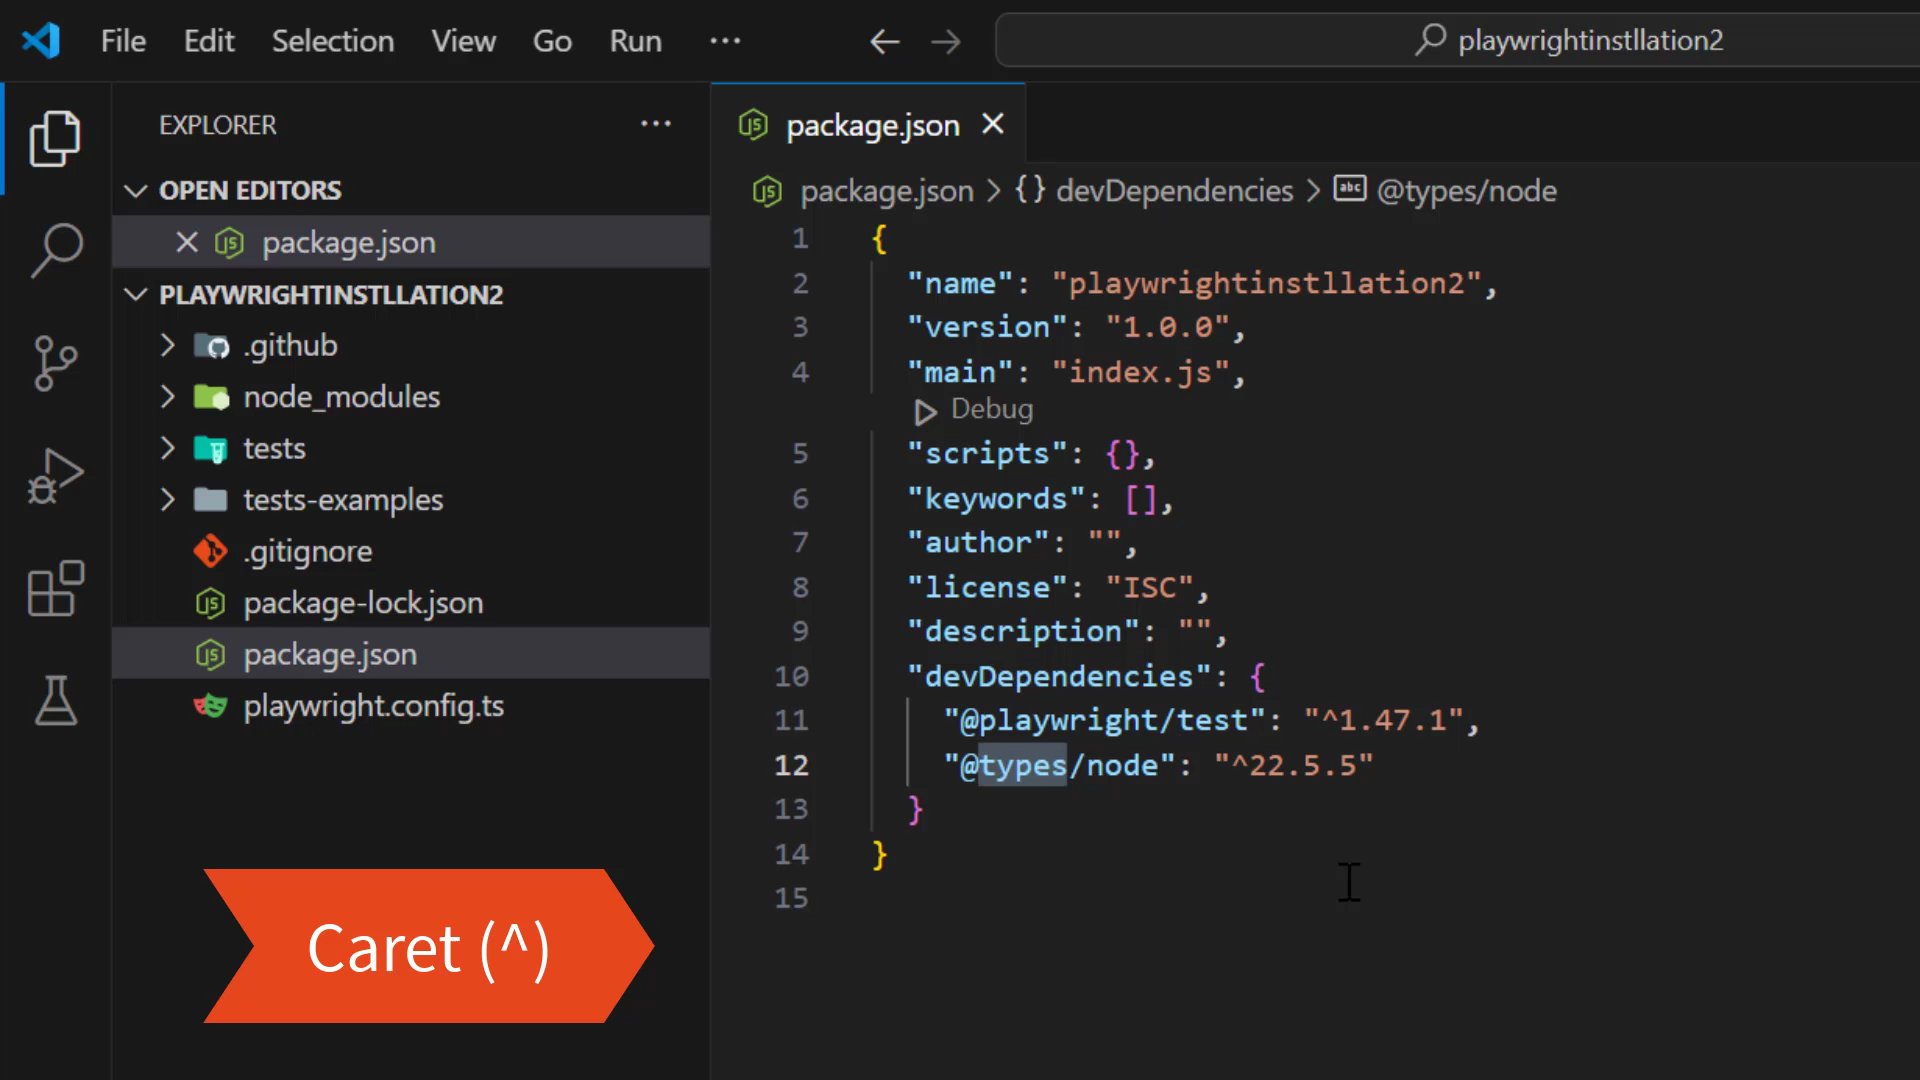 File Edit Selection View Go Run ...
playwrightinstllation2
EXPLORER ...
OPEN EDITORS
package.json
PLAYWRIGHTINSTLLATION2
.github
node_modules
tests
tests-examples
.gitignore
package-lock.json
package.json
playwright.config.ts
Caret (^)
package.json
package.json > {} devDependencies > abc @types/node
1 {
2 "name": "playwrightinstllation2",
3 "version": "1.0.0",
4 "main": "index.js",
Debug
5 "scripts": {},
6 "keywords": [],
7 "author": "",
8 "license": "ISC",
9 "description": "",
10 "devDependencies": {
11 "@playwright/test": "^1.47.1",
12 "@types/node": "^22.5.5"
13 }
14 }
15